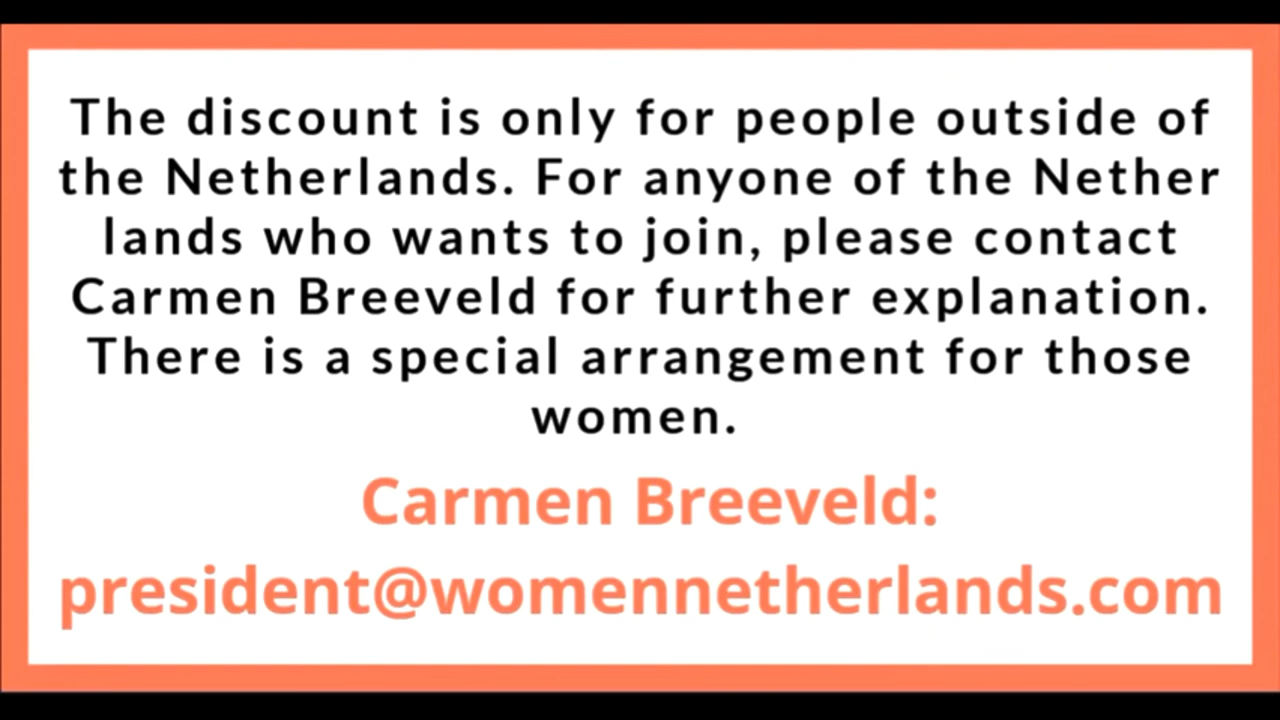 The discount is only for people outside of
the Netherlands. For anyone of the Nether
lands who wants to join, please contact
Carmen Breeveld for further explanation.
There is a special arrangement for those
women.
Carmen Breeveld:
president@womennetherlands.com